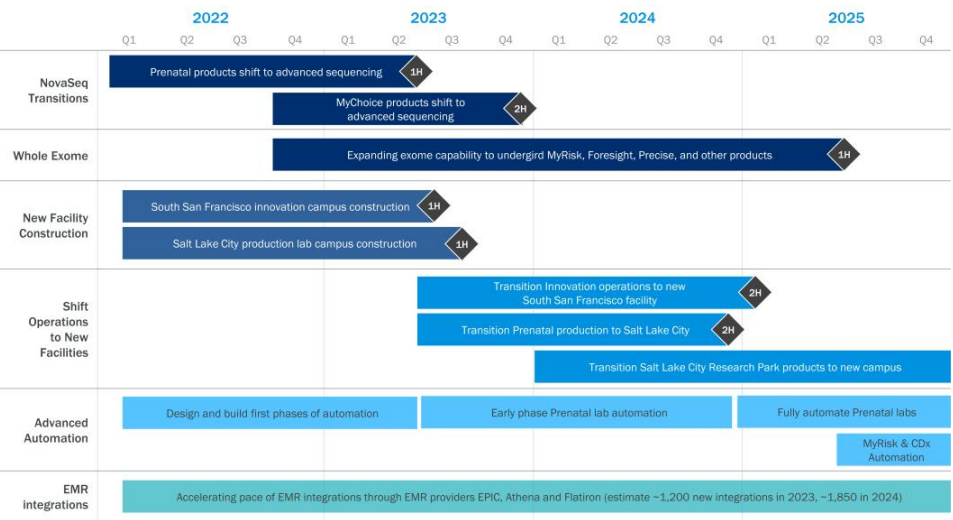 2022 2023 2024 2025
Q1 Q2 Q3 Q4 Q1 Q2 Q3 Q4 Q1 Q2 Q3 Q4 Q1 Q2 Q3 Q4
NovaSeq
Transitions
Prenatal products shift to advanced sequencing 1H
MyChoice products shift to
advanced sequencing
2H
Whole Exome
Expanding exome capability to undergird MyRisk, Foresight, Precise, and other products 1H
New Facility
Construction
South San Francisco innovation campus construction 1H
Salt Lake City production lab campus construction 1H
Shift
Operations
to New
Facilities
Transition Innovation operations to new
South San Francisco facility
2H
Transition Prenatal production to Salt Lake City 2H
Transition Salt Lake City Research Park products to new campus
Advanced
Automation
Design and build first phases of automation
Early phase Prenatal lab automation
Fully automate Prenatal labs
MyRisk & CDx
Automation
EMR
integrations
Accelerating pace of EMR integrations through EMR providers EPIC, Athena and Flatiron (estimate ~1,200 new integrations in 2023, ~1,850 in 2024)